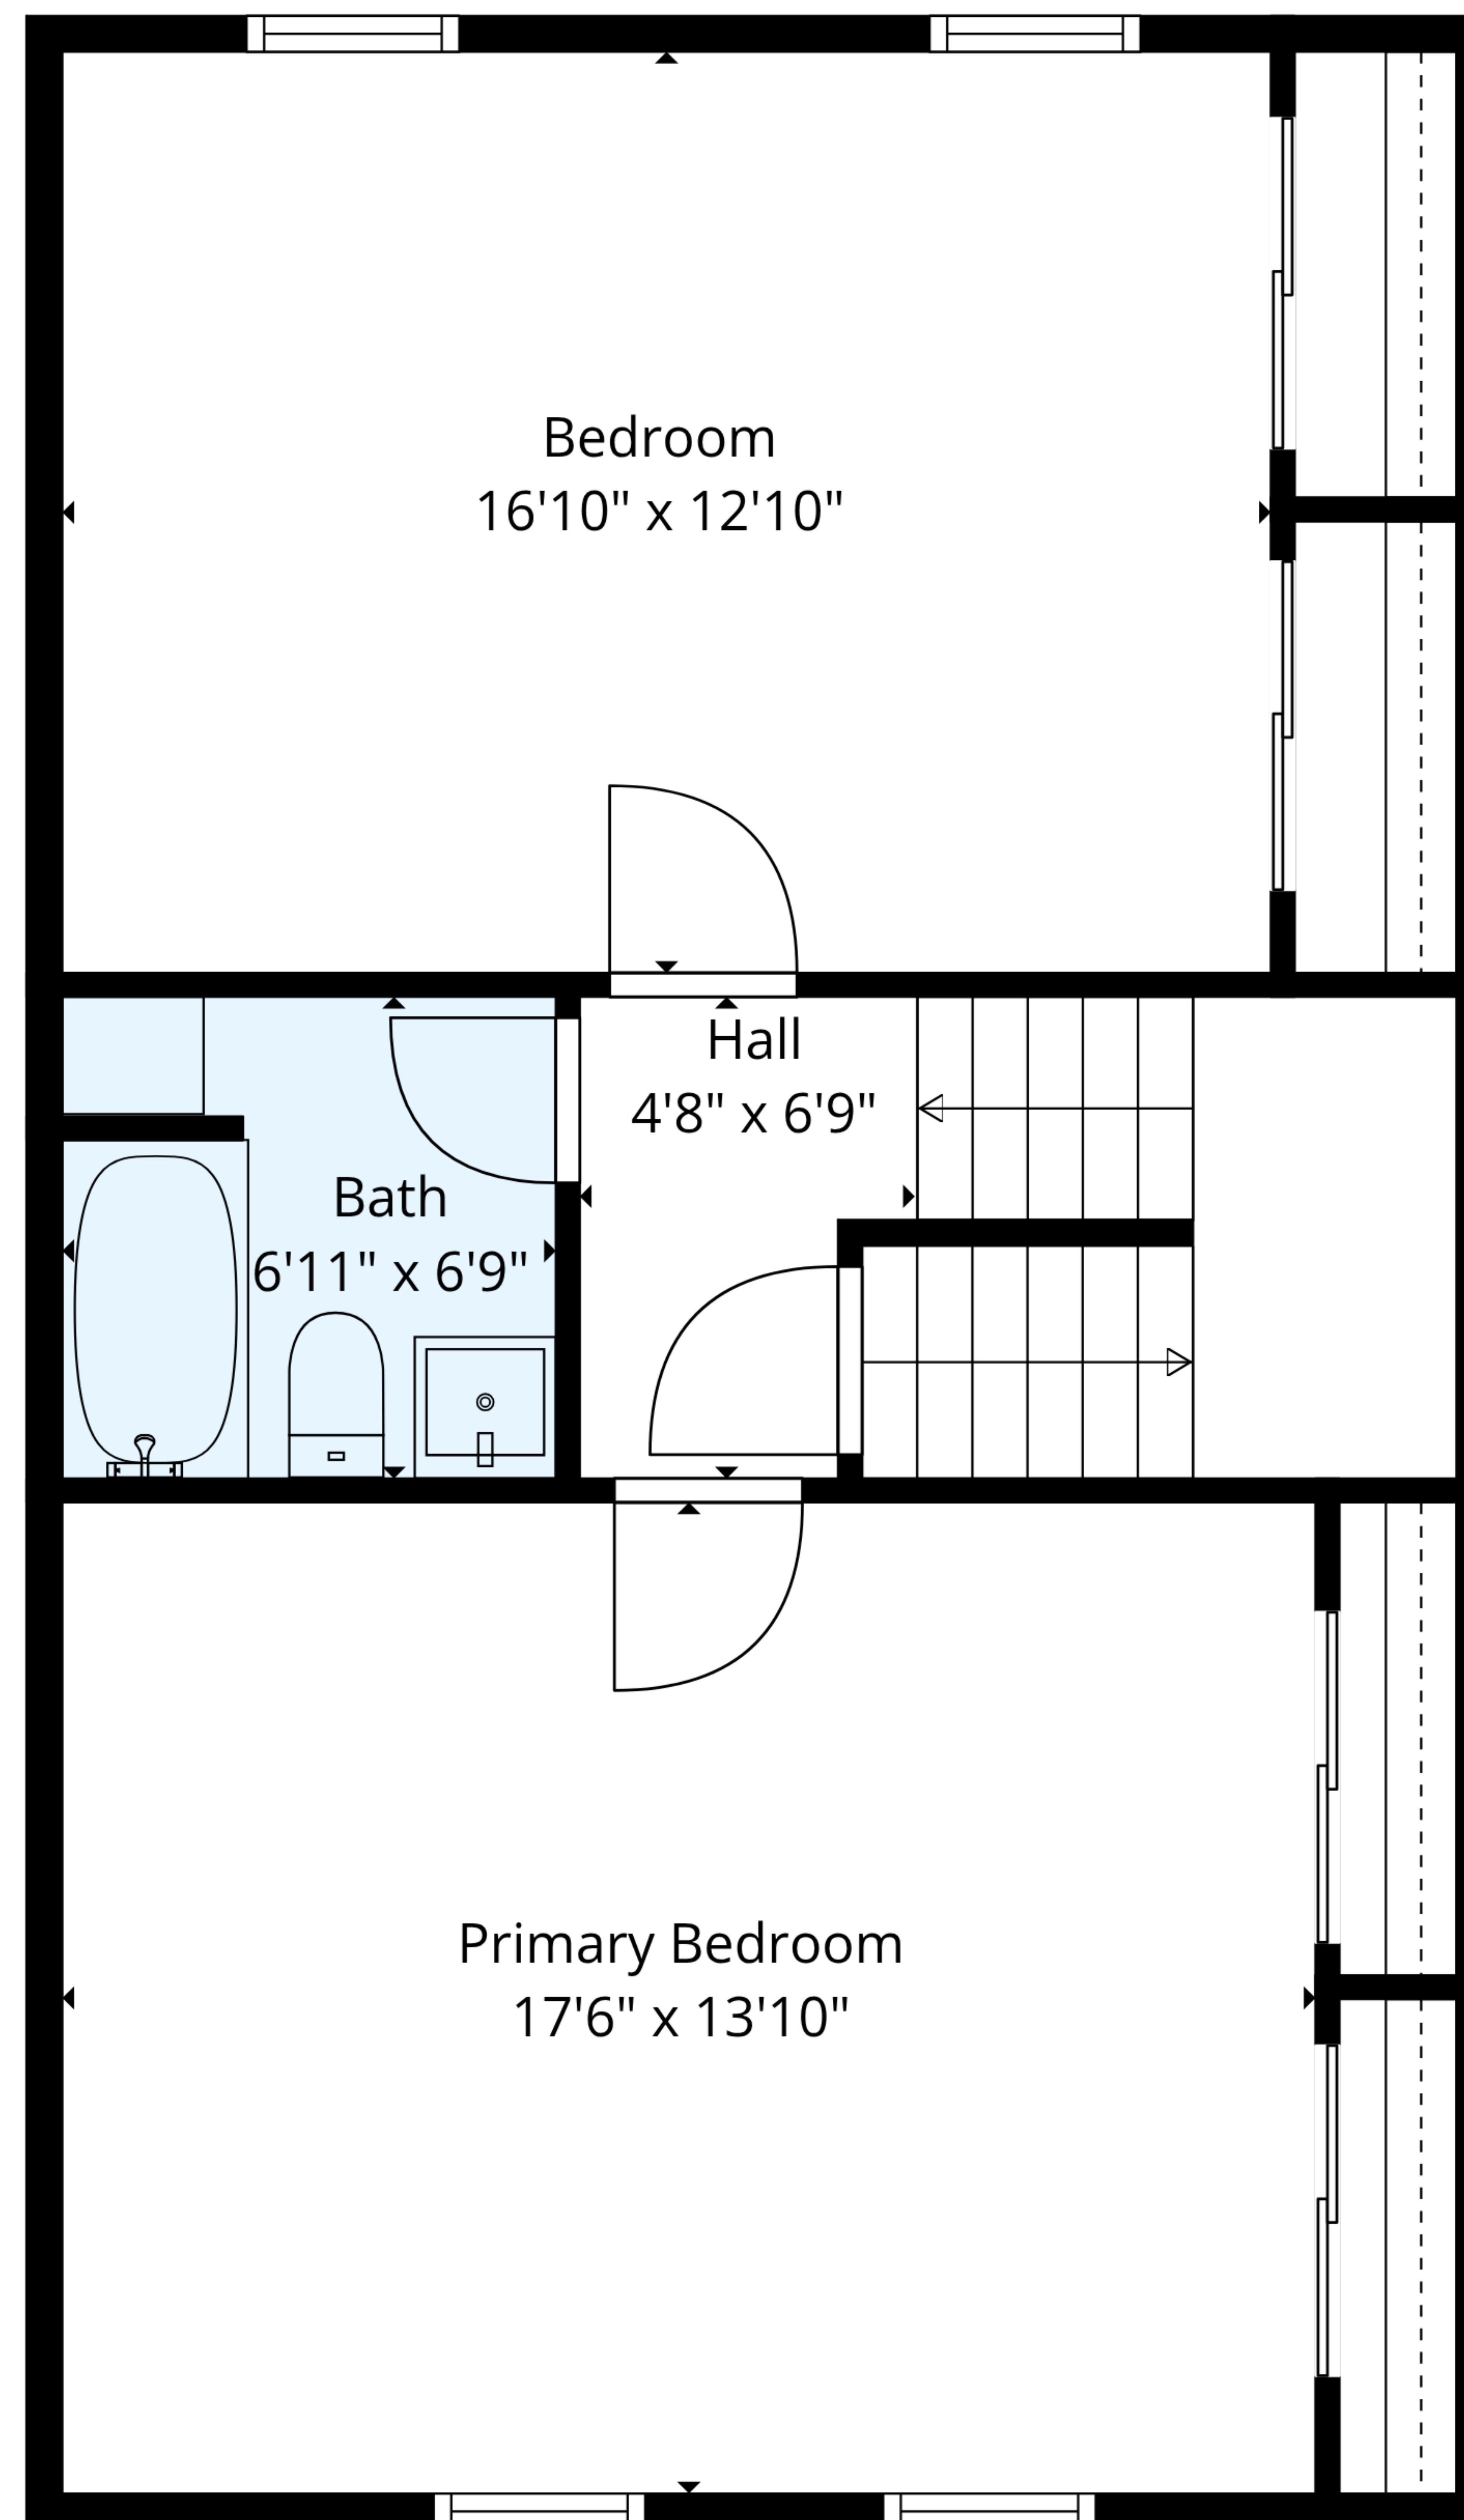 Bedroom
16'10" x 12'10"
Hall
4'8" x 6'9"
Bath
6'11" x 6'9"
Primary Bedroom
17'6" x 13'10"